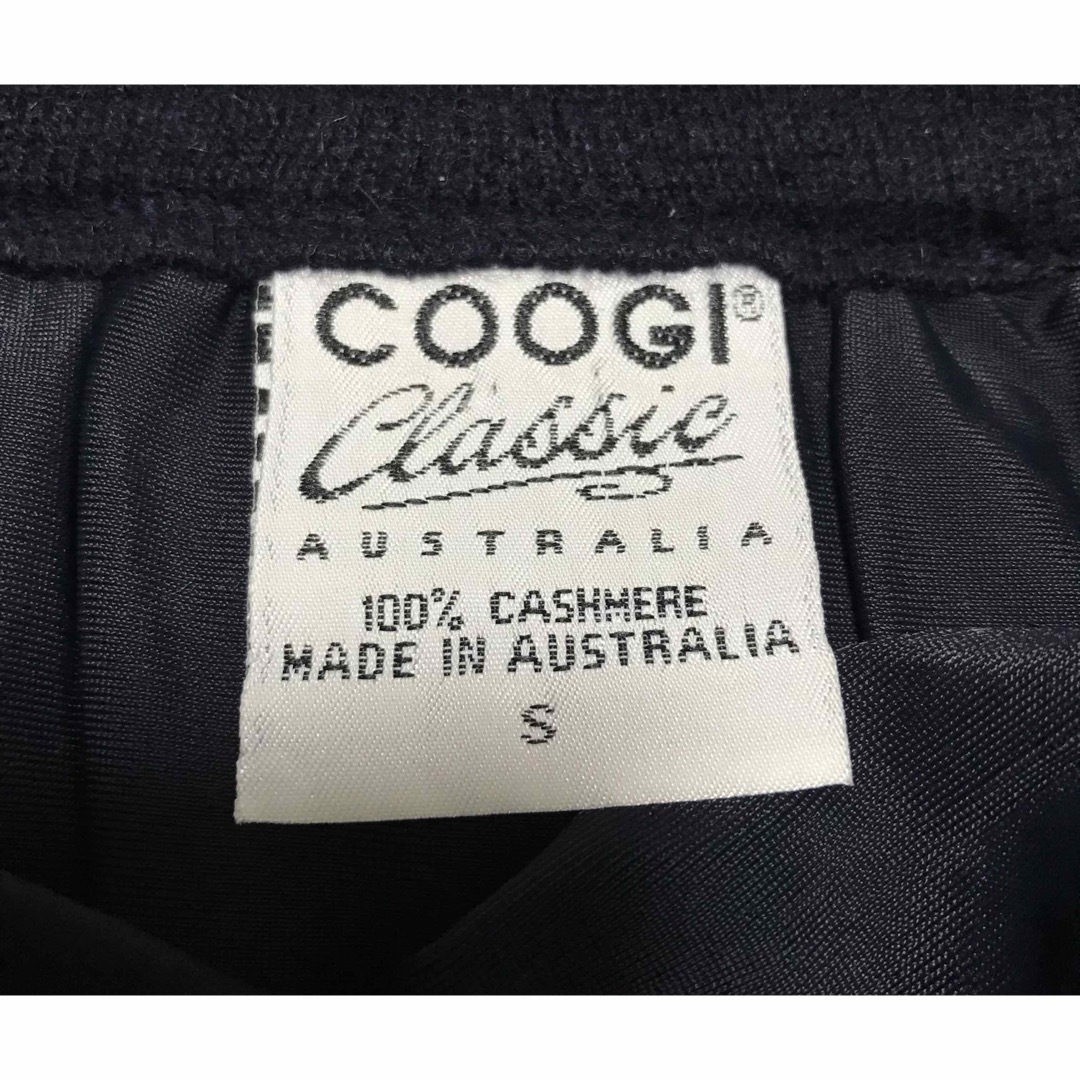 COOGI®
Classic
AUSTRALIA
100% CASHMERE
MADE IN AUSTRALIA
S